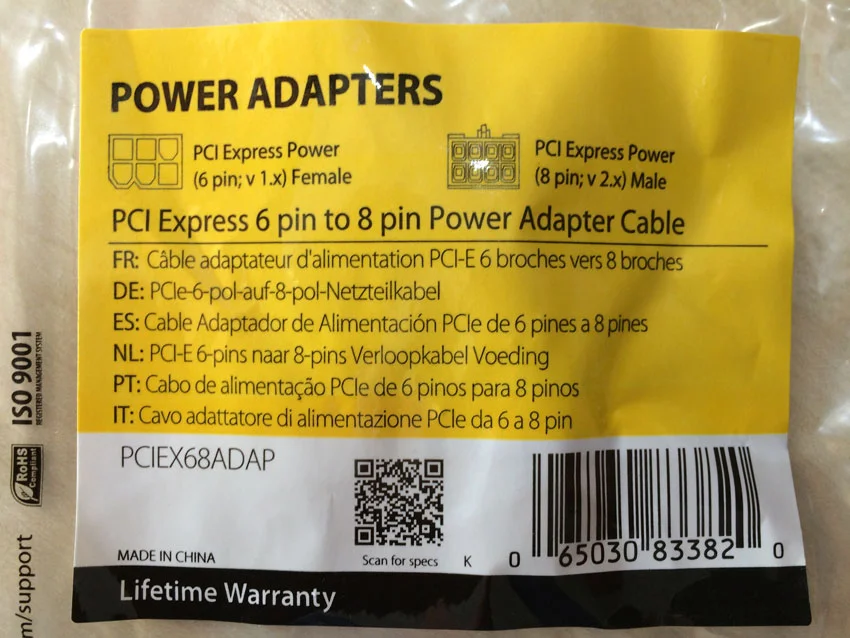 POWER ADAPTERS
PCI Express Power
(6 pin; v 1.x) Female
PCI Express Power
(8 pin; v 2.x) Male
PCI Express 6 pin to 8 pin Power Adapter Cable
FR: Câble adaptateur d'alimentation PCI-E 6 broches vers 8 broches
DE: PCIe-6-pol-auf-8-pol-Netzteilkabel
ES: Cable Adaptador de Alimentación PCIe de 6 pines a 8 pines
NL: PCI-E 6-pins naar 8-pins Verloopkabel Voeding
PT: Cabo de alimentação PCIe de 6 pinos para 8 pinos
IT: Cavo adattatore di alimentazione PCIe da 6 a 8 pin
PCIEX68ADAP
MADE IN CHINA
Scan for specs
K
0 65030 83382 0
Lifetime Warranty
ISO 9001
REGISTERED MANAGEMENT SYSTEM
RoHS
Compliant
m/support